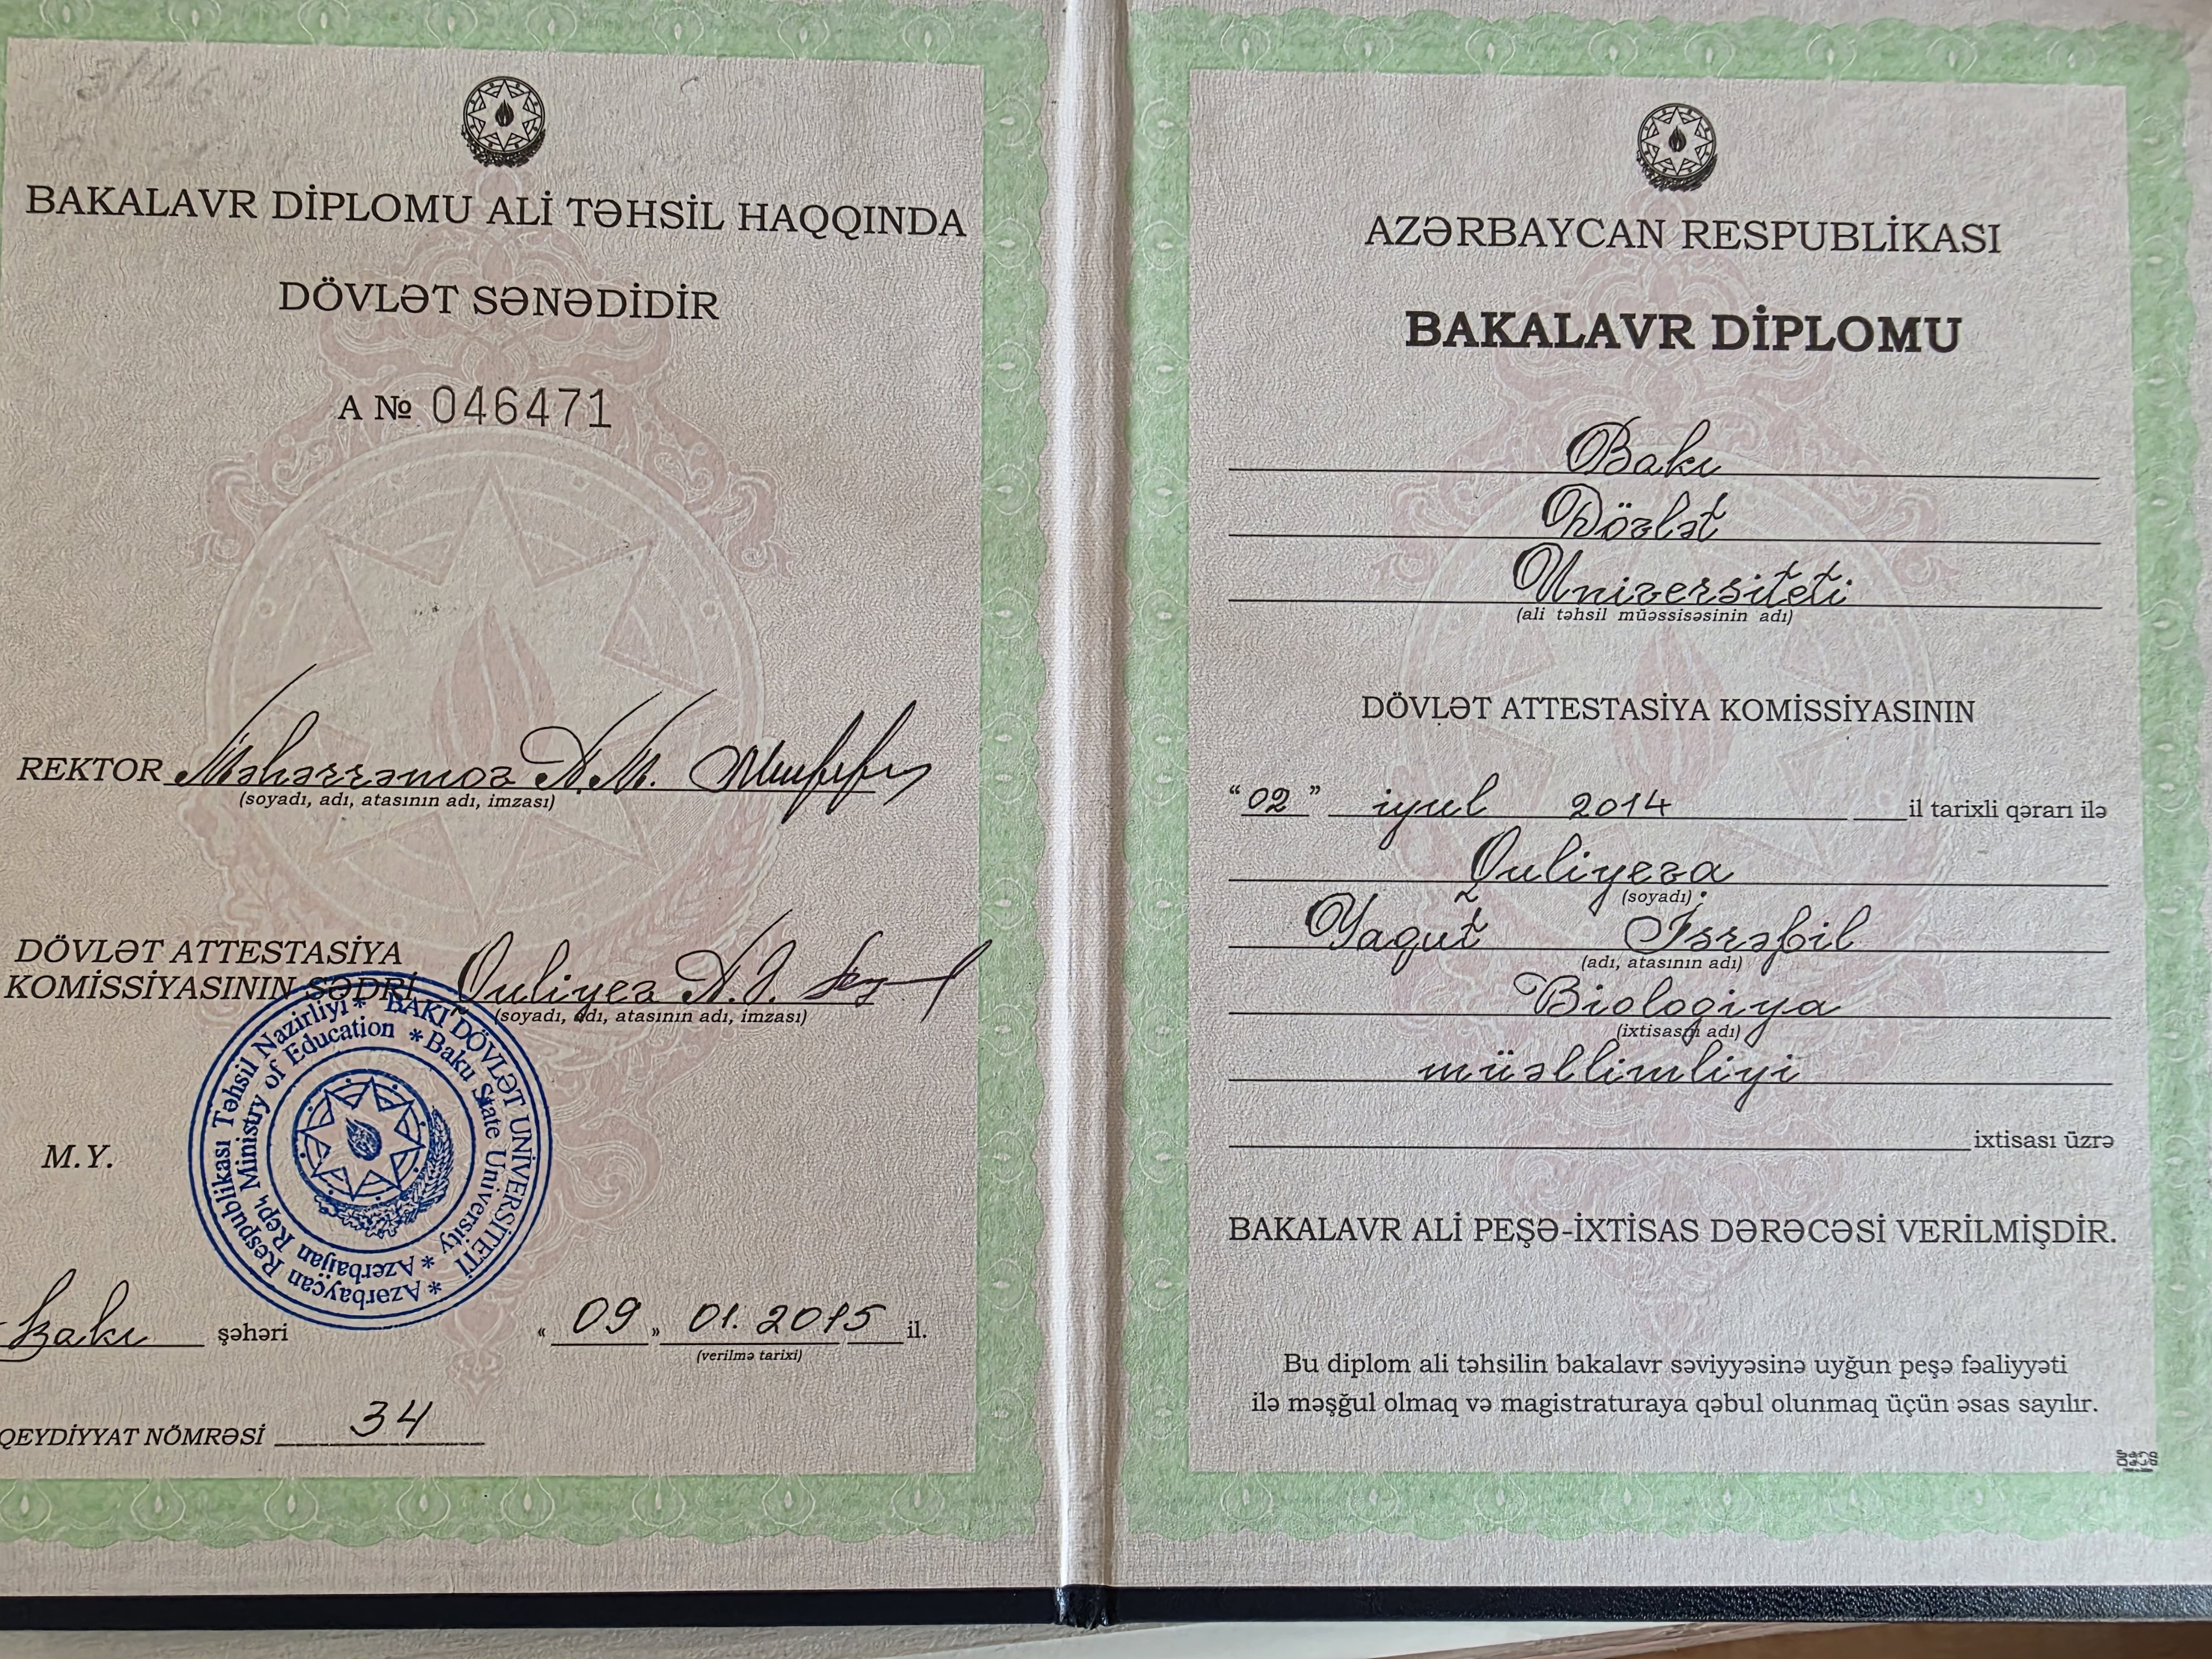 BAKALAVR DİPLOMU ALİ TƏHSİL HAQQINDA
DÖVLƏT SƏNƏDİDİR
A № 046471
REKTOR Məhərrəmov A.M.
(soyadı, adı, atasının adı, imzası)
DÖVLƏT ATTESTASİYA
KOMİSSİYASININ SƏDRİ Quliyev Ə.
(soyadı, adı, atasının adı, imzası)
* Azərbaycan Respublikası Təhsil Nazirliyi * BAKI DÖVLƏT UNİVERSİTETİ
* Azerbaijan Rep. Ministry of Education * Baku State University
M.Y.
Bakı şəhəri
« 09 » 01. 2015 il.
(verilmə tarixi)
QEYDİYYAT NÖMRƏSİ 34
AZƏRBAYCAN RESPUBLİKASI
BAKALAVR DİPLOMU
Bakı
Dövlət
Universiteti
(ali təhsil müəssisəsinin adı)
DÖVLƏT ATTESTASİYA KOMİSSİYASININ
“02” iyul 2014 il tarixli qərarı ilə
Quliyeva
(soyadı)
Yaqut İsrafil
(adı, atasının adı)
Biologiya
(ixtisasın adı)
müəllimliyi
ixtisası üzrə
BAKALAVR ALİ PEŞƏ-İXTİSAS DƏRƏCƏSİ VERİLMİŞDİR.
Bu diplom ali təhsilin bakalavr səviyyəsinə uyğun peşə fəaliyyəti
ilə məşğul olmaq və magistraturaya qəbul olunmaq üçün əsas sayılır.